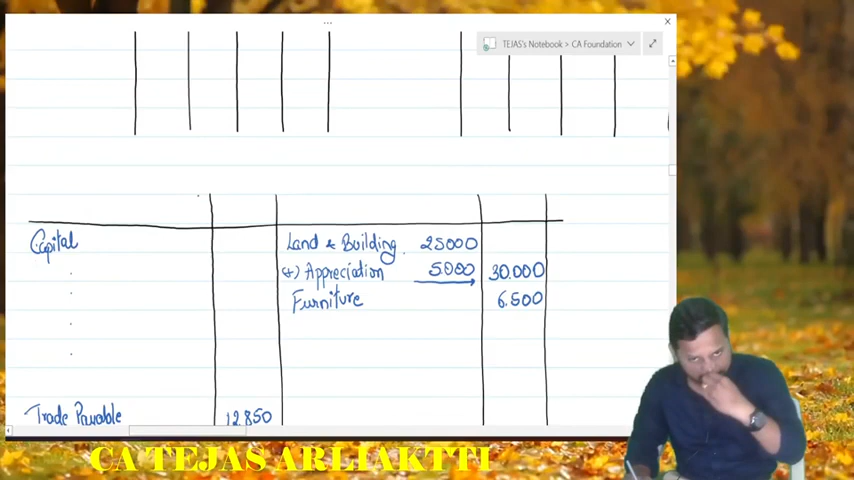 TEJAS's Notebook > CA Foundation
Capital
Land & Building 25000
(+) Appreciation 5000 30,000
Furniture 6,500
Trade Payable 12,850
CA TEJAS ARLIAKTTI